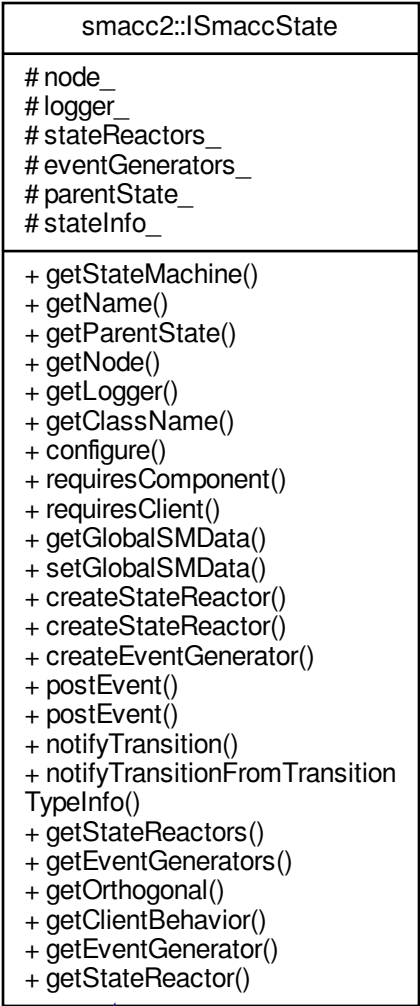 smacc2::ISmaccState
# node_
# logger_
# stateReactors_
# eventGenerators_
# parentState_
# stateInfo_
+ getStateMachine()
+ getName()
+ getParentState()
+ getNode()
+ getLogger()
+ getClassName()
+ configure()
+ requiresComponent()
+ requiresClient()
+ getGlobalSMData()
+ setGlobalSMData()
+ createStateReactor()
+ createStateReactor()
+ createEventGenerator()
+ postEvent()
+ postEvent()
+ notifyTransition()
+ notifyTransitionFromTransition
TypeInfo()
+ getStateReactors()
+ getEventGenerators()
+ getOrthogonal()
+ getClientBehavior()
+ getEventGenerator()
+ getStateReactor()